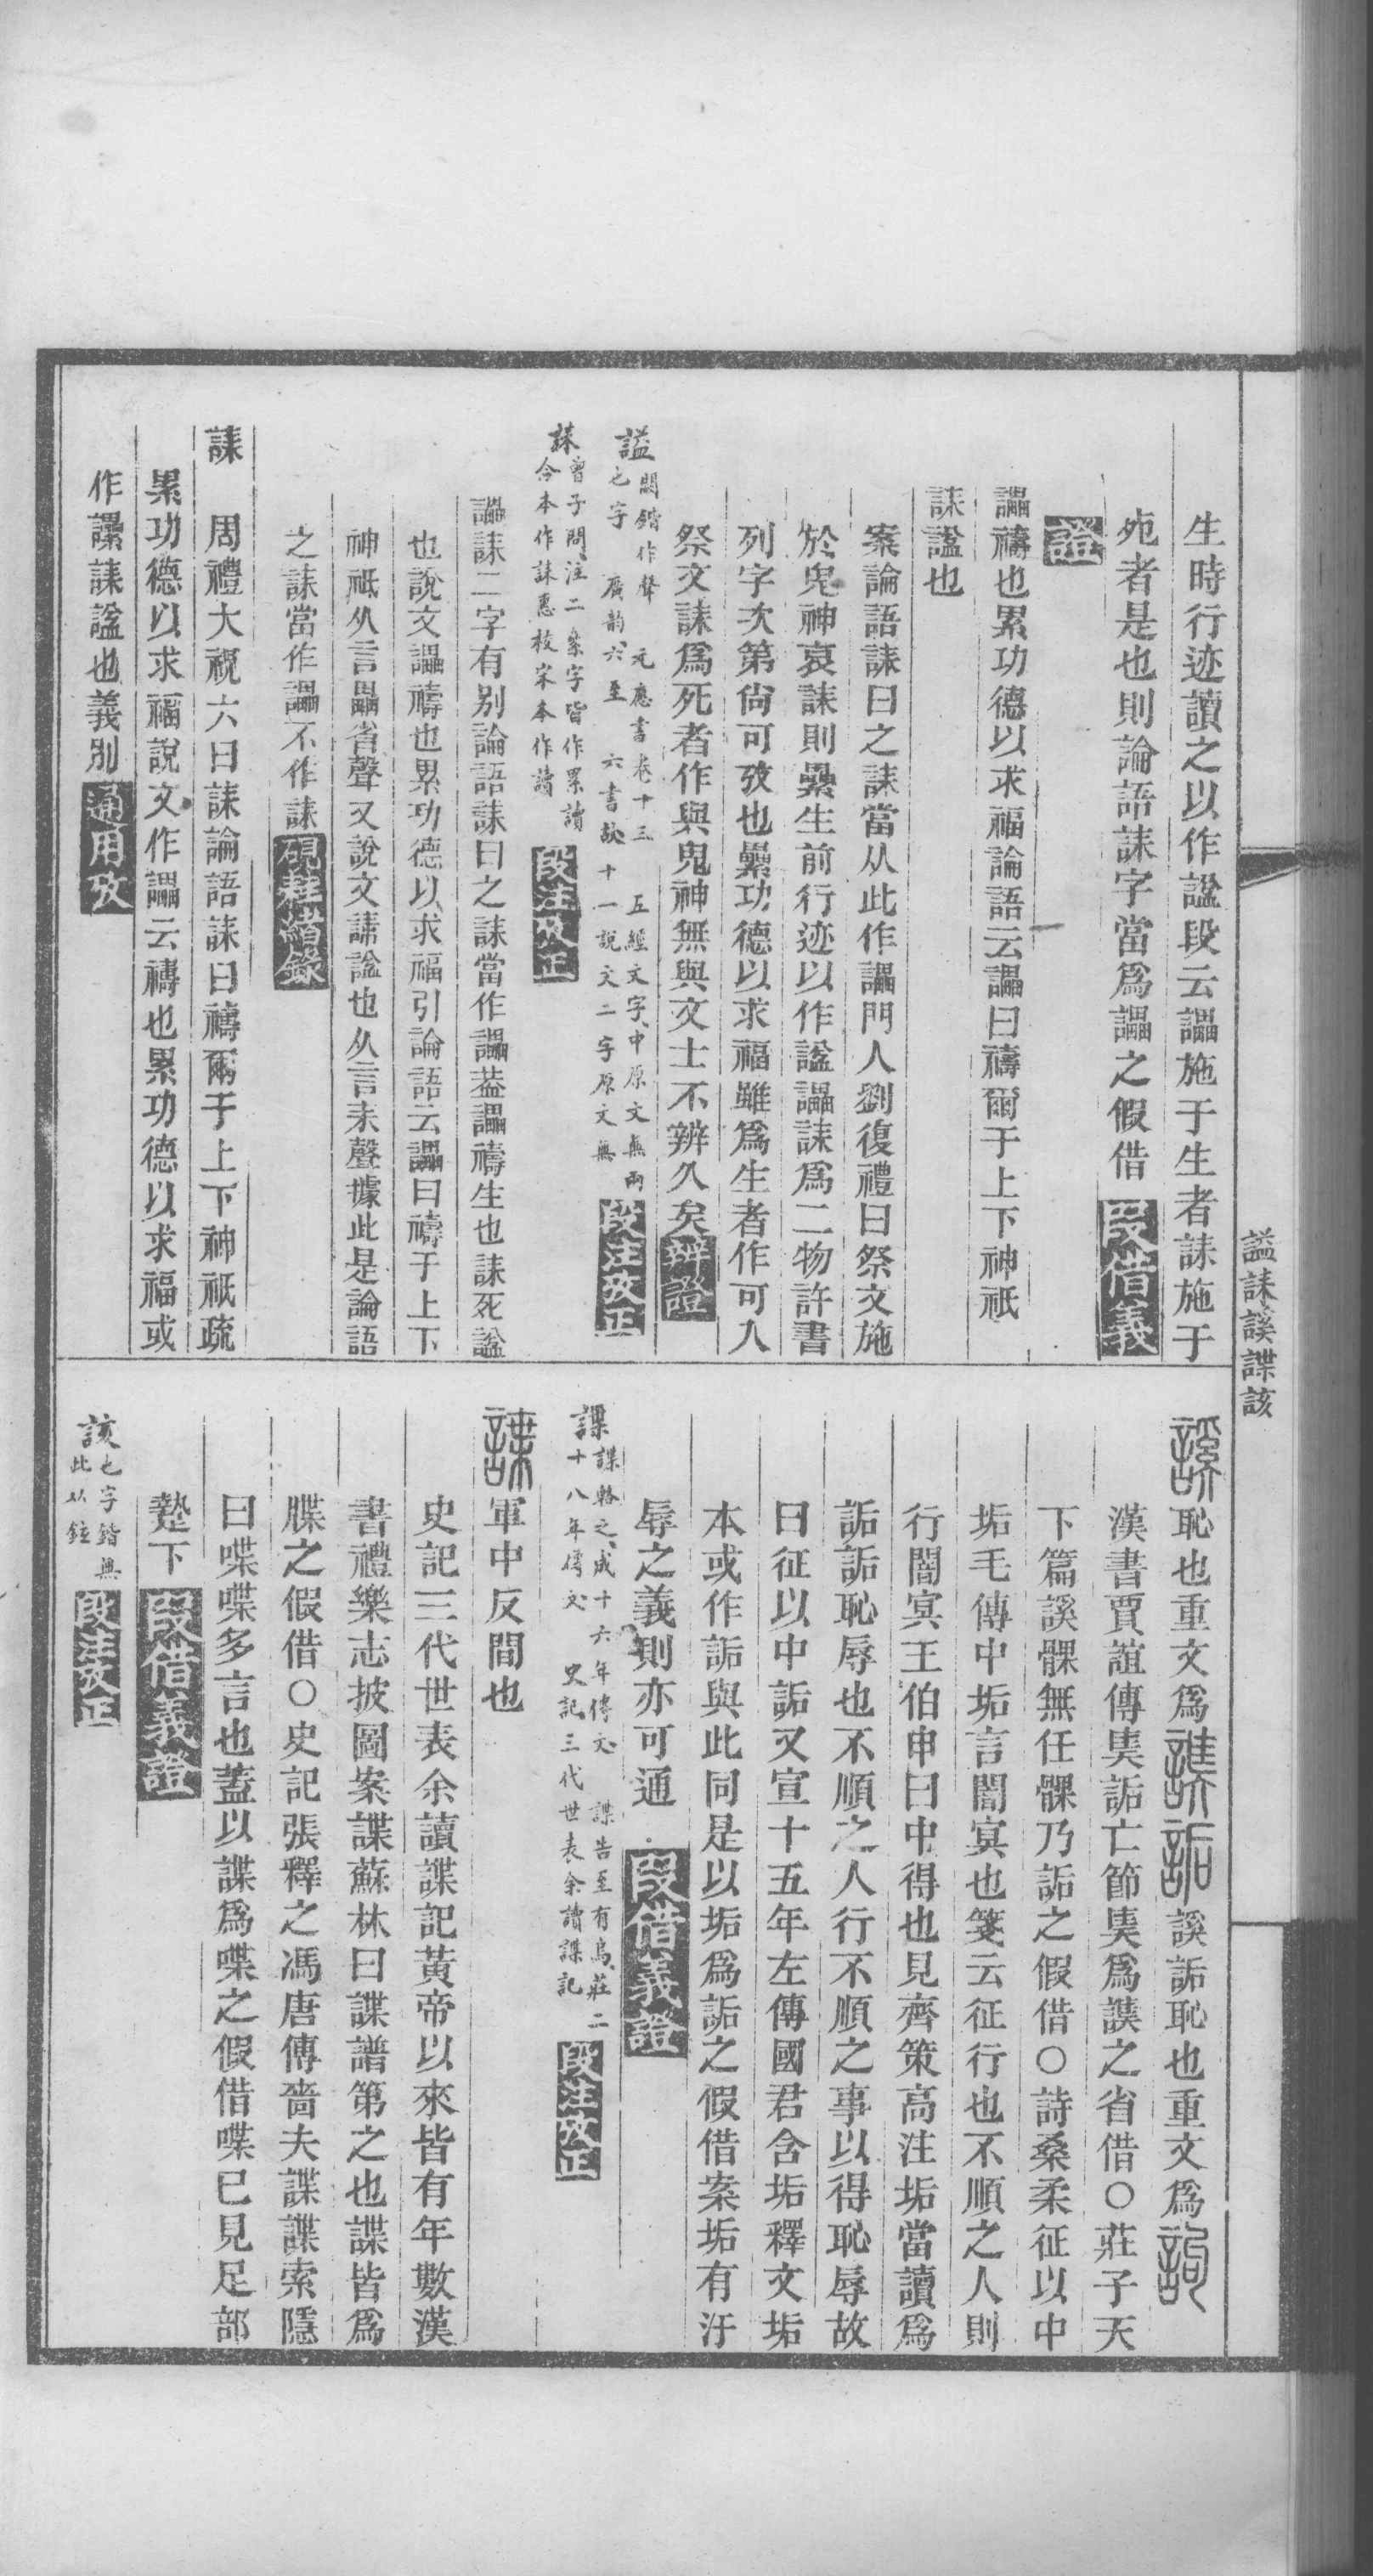 生時行迹讀之以作謚段云讄施于生者誄施于
𣦸者是也則論語誄字當爲讄之假借 叚借義
證
讄禱也累功德以求福論語云讄曰禱爾于上下神祇
誄謚也
案論語誄曰之誄當从此作讄門人劉復禮曰祭文施
於鬼神哀誄則纍生前行迹以作謚讄誄爲二物許書
列字次第尙可攷也纍功德以求福雖爲生者作可入
祭文誄爲死者作與鬼神無與文士不辨久矣 辨證
謚 闕鍇作聲 元應書卷十三 五經文字中原文無兩
也字 廣韵六至 六書故十一說文二字原文無 段注攷正
誄 曾子問注二絫字皆作累讀
今本作誄惠校宋本作讀 段注攷正
讄誄二字有别論語誄曰之誄當作讄葢讄禱生也誄死謚
也說文讄禱也累功德以求福引論語云讄曰禱于上下
神祇从言畾省聲又說文誄謚也从言耒聲據此是論語
之誄當作讄不作誄 硯莊緒錄
誄 周禮大祝六曰誄論語誄曰禱爾于上下神祇疏
累功德以求福說文作讄云禱也累功德以求福或
作讄誄謚也義別 通用攷
謚誄謑諜該
謑 恥也重文爲䜁詬謑詬恥也重文爲訽
漢書賈誼傳奊詬亡節奊爲謨之省借○莊子天
下篇謑髁無任髁乃詬之假借○詩桑柔征以中
垢毛傳中垢言闇冥也箋云征行也不順之人則
行闇冥王伯申曰中得也見齊策高注垢當讀爲
詬詬恥辱也不順之人行不順之事以得恥辱故
曰征以中詬又宣十五年左傳國君含垢釋文垢
本或作詬與此同是以垢爲詬之假借案垢有汙
辱之義則亦可通 叚借義證
諜 諜輅之成十六年傳文 諜告至有烏莊二
十八年傳文 史記三代世表余讀諜記 段注攷正
諜 軍中反間也
史記三代世表余讀諜記黃帝以來皆有年數漢
書禮樂志披圖案諜蘇林曰諜譜第之也諜皆爲
牒之假借○史記張釋之馮唐傳嗇夫諜諜索隱
曰喋喋多言也蓋以諜爲喋之假借喋已見足部
蹔下 叚借義證
該 也字鍇無
此从鉉 段注攷正